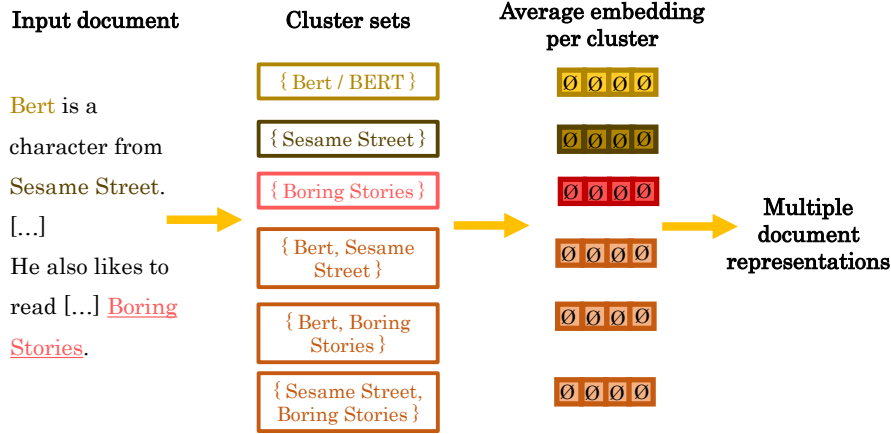 Input document
Bert is a
character from
Sesame Street.
[...]
He also likes to
read [...] Boring
Stories.
Cluster sets
{ Bert / BERT }
{ Sesame Street }
{ Boring Stories }
{ Bert, Sesame
Street }
{ Bert, Boring
Stories }
{ Sesame Street,
Boring Stories }
Average embedding
per cluster
Ø Ø Ø Ø
Ø Ø Ø Ø
Ø Ø Ø Ø
Ø Ø Ø Ø
Ø Ø Ø Ø
Ø Ø Ø Ø
Multiple
document
representations